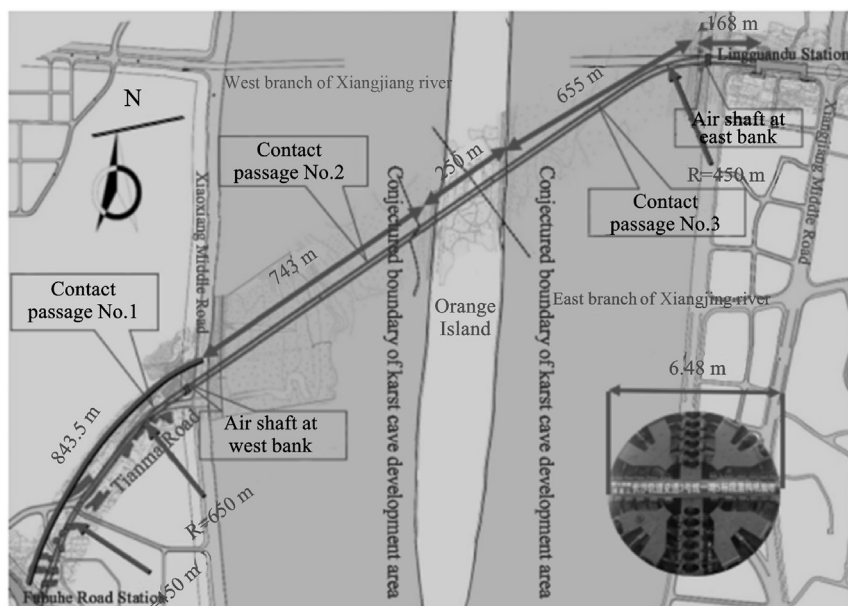 168 m
Lingguandu Station
West branch of Xiangjiang river
655 m
N
Air shaft at
east bank
Contact
passage No.2
250 m
R=450 m
Contact
passage No.3
Xiangjiang Middle Road
Xiaoxiang Middle Road
Conjectured boundary of karst cave development area
Conjectured boundary of karst cave development area
743 m
Contact
passage No.1
Orange
Island
East branch of Xiangjing river
6.48 m
Air shaft at
west bank
843.5 m
Tianma Road
R=650 m
50 m
Fubuhe Road Station